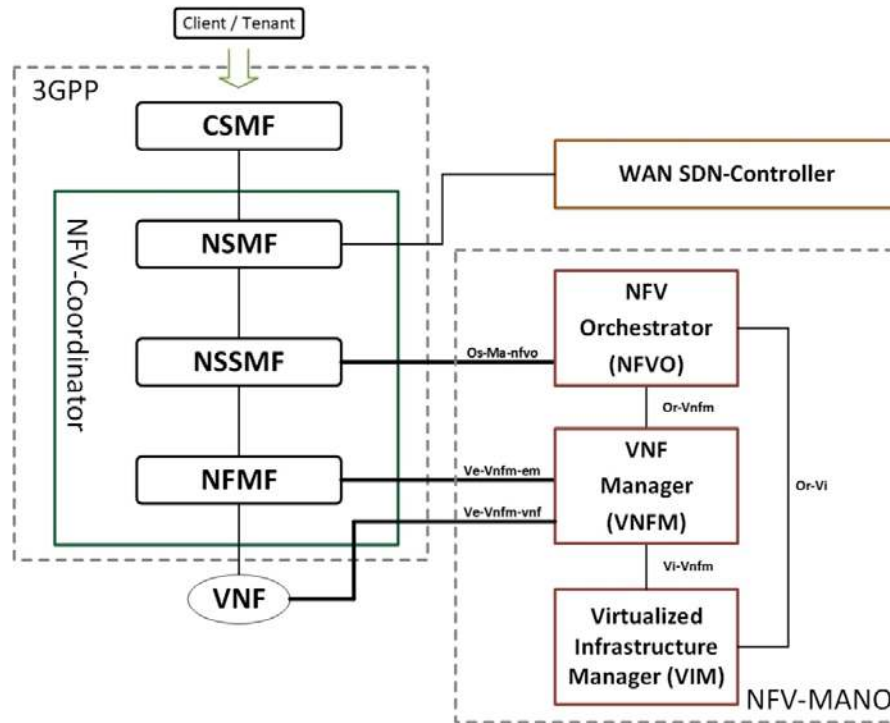 Client / Tenant
3GPP
CSMF
WAN SDN-Controller
NFV-Coordinator
NSMF
NFV
Orchestrator
(NFVO)
NSSMF
Os-Ma-nfvo
Or-Vnfm
VNF
Manager
(VNFM)
NFMF
Ve-Vnfm-em
Or-Vi
Ve-Vnfm-vnf
Vi-Vnfm
VNF
Virtualized
Infrastructure
Manager (VIM)
NFV-MANO